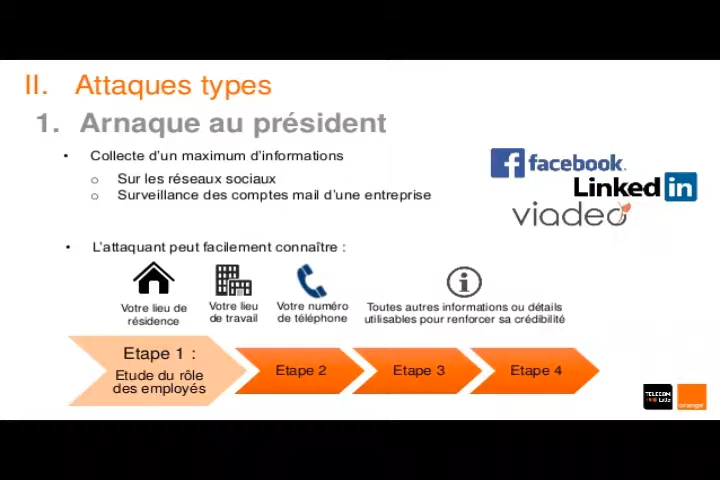 II. Attaques types
1. Arnaque au président
• Collecte d'un maximum d'informations
o Sur les réseaux sociaux
o Surveillance des comptes mail d'une entreprise
facebook.
Linked in
viadeo
• L'attaquant peut facilement connaître :
Votre lieu de
résidence
Votre lieu
de travail
Votre numéro
de téléphone
Toutes autres informations ou détails
utilisables pour renforcer sa crédibilité
Etape 1 :
Etude du rôle
des employés
Etape 2
Etape 3
Etape 4
TELECOM
Lille
orange